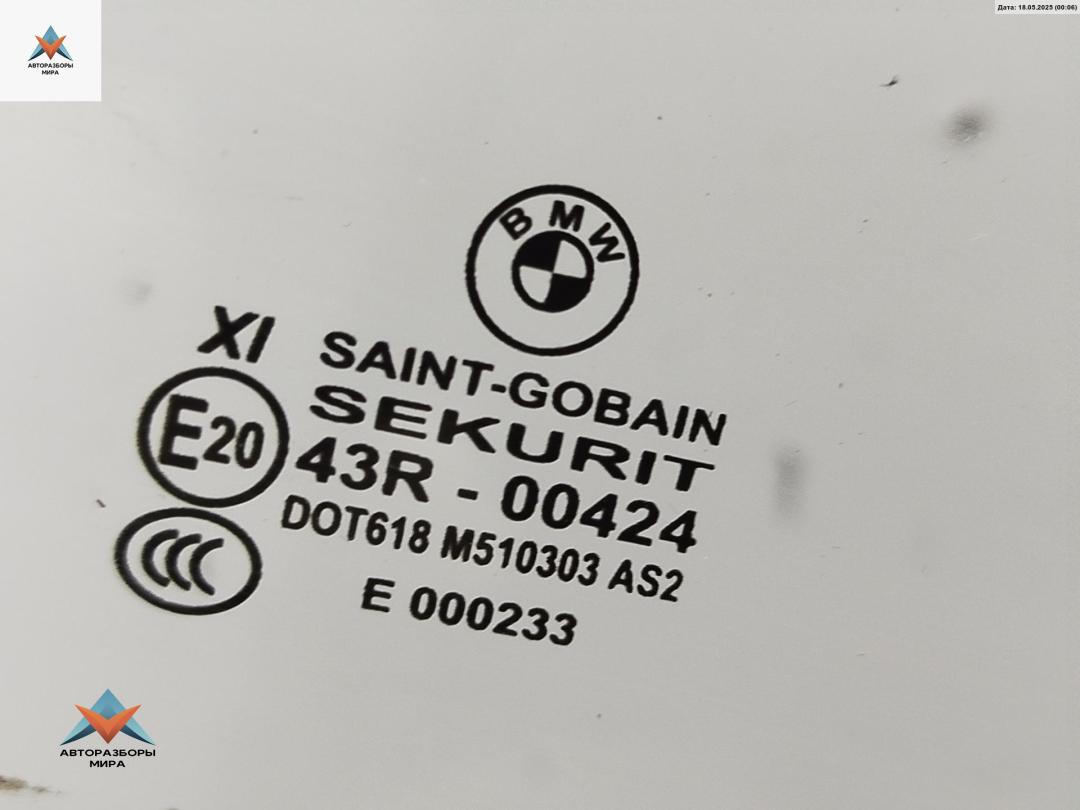 Дата: 18.05.2025 (00:06)
АВТОРАЗБОРЫ
МИРА
BMW
XI
SAINT-GOBAIN
SEKURIT
E20
43R - 00424
DOT618 M510303 AS2
CCC
E 000233
АВТОРАЗБОРЫ
МИРА